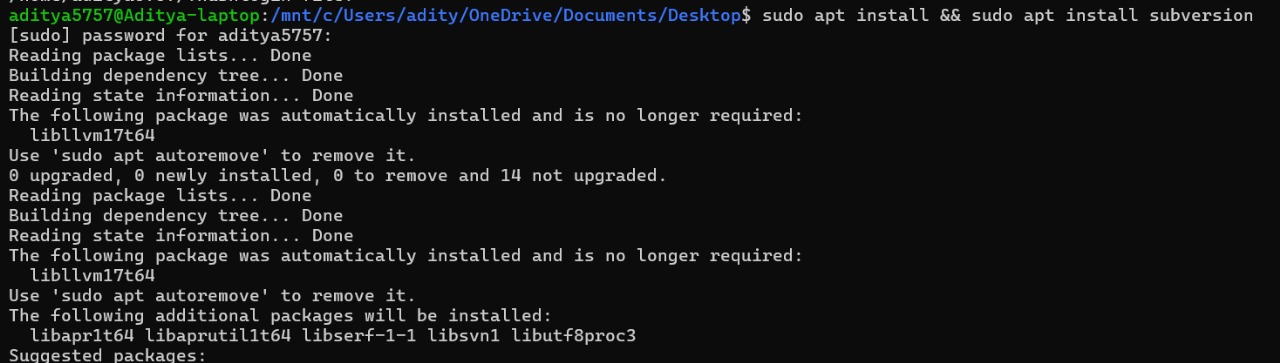 aditya5757@Aditya-laptop:/mnt/c/Users/adity/OneDrive/Documents/Desktop$ sudo apt install && sudo apt install subversion
[sudo] password for aditya5757:
Reading package lists... Done
Building dependency tree... Done
Reading state information... Done
The following package was automatically installed and is no longer required:
  libllvm17t64
Use 'sudo apt autoremove' to remove it.
0 upgraded, 0 newly installed, 0 to remove and 14 not upgraded.
Reading package lists... Done
Building dependency tree... Done
Reading state information... Done
The following package was automatically installed and is no longer required:
  libllvm17t64
Use 'sudo apt autoremove' to remove it.
The following additional packages will be installed:
  libapr1t64 libaprutil1t64 libserf-1-1 libsvn1 libutf8proc3
Suggested packages: